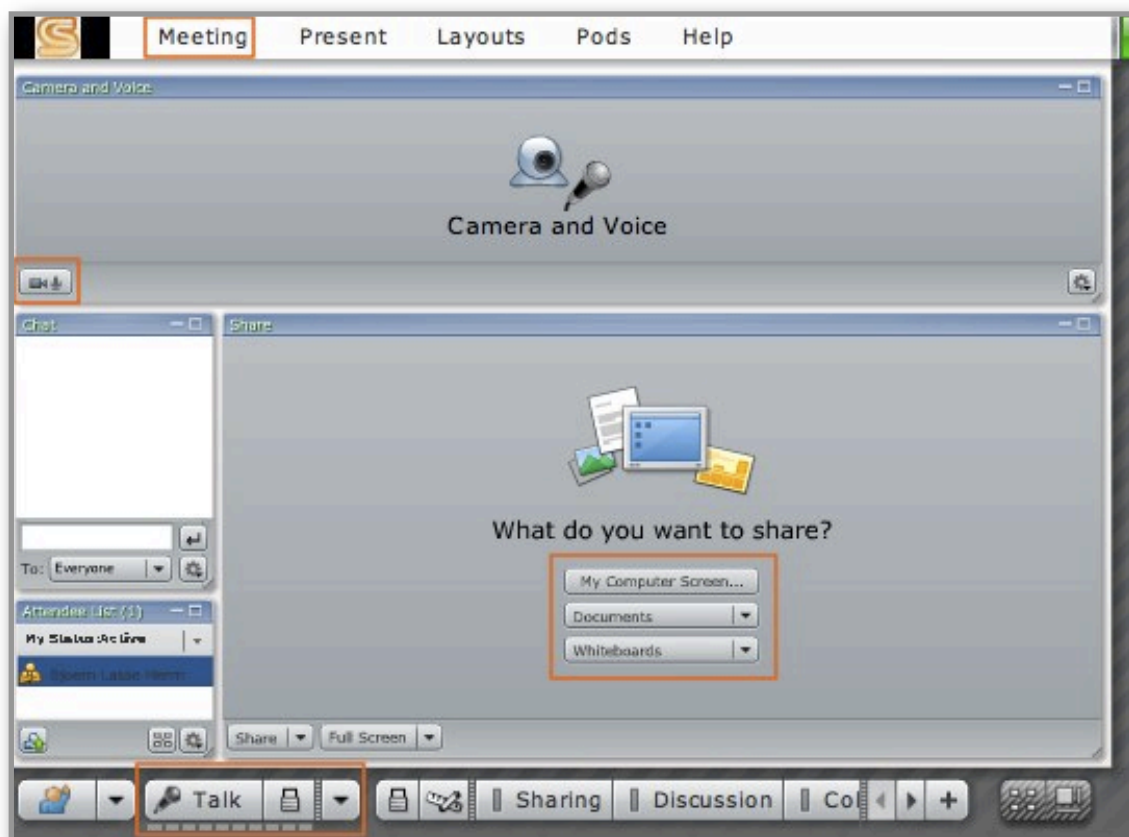 Meeting Present Layouts Pods Help
Camera and Voice
Camera and Voice
Chat
Share
What do you want to share?
My Computer Screen...
Documents
Whiteboards
To: Everyone
Attendee List (1)
My Status :Active
Share Full Screen
Talk Sharing Discussion Col